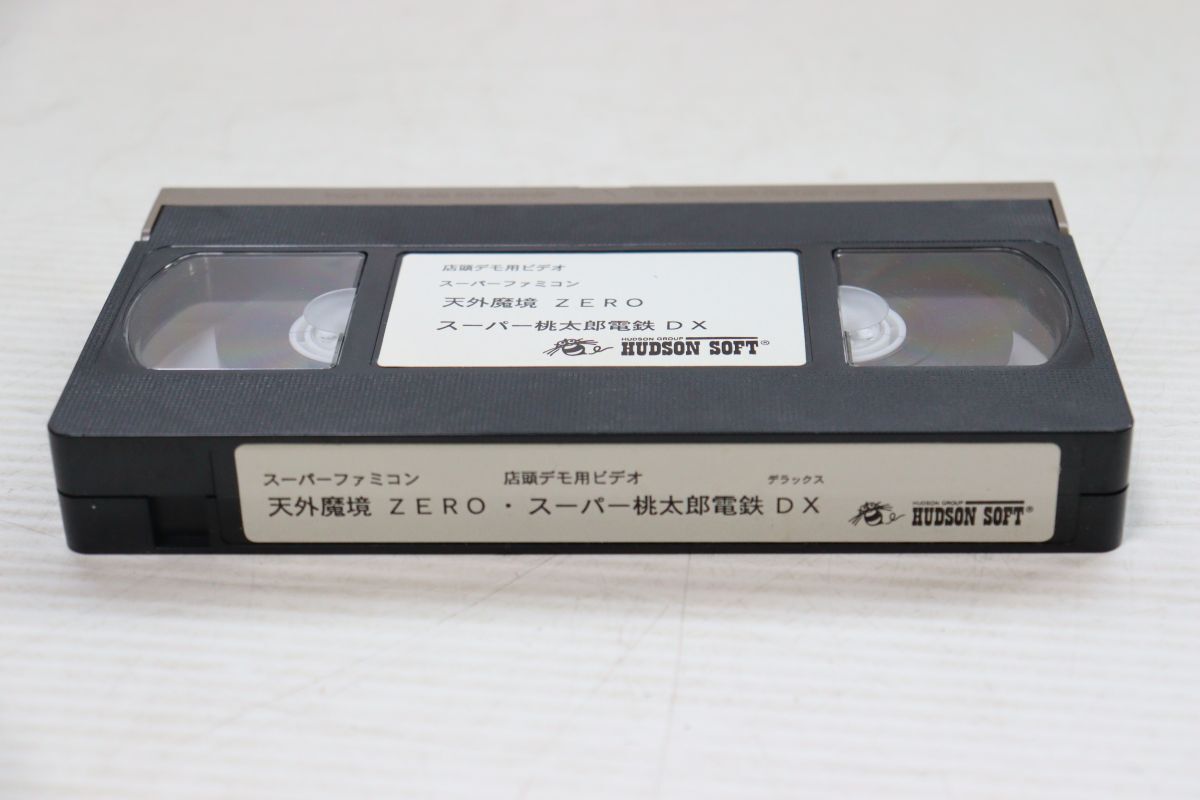 店頭デモ用ビデオ
スーパーファミコン
天外魔境 ZERO
スーパー桃太郎電鉄 DX
HUDSON GROUP
HUDSON SOFT®
スーパーファミコン 店頭デモ用ビデオ デラックス
天外魔境 ZERO・スーパー桃太郎電鉄 DX
HUDSON GROUP
HUDSON SOFT®